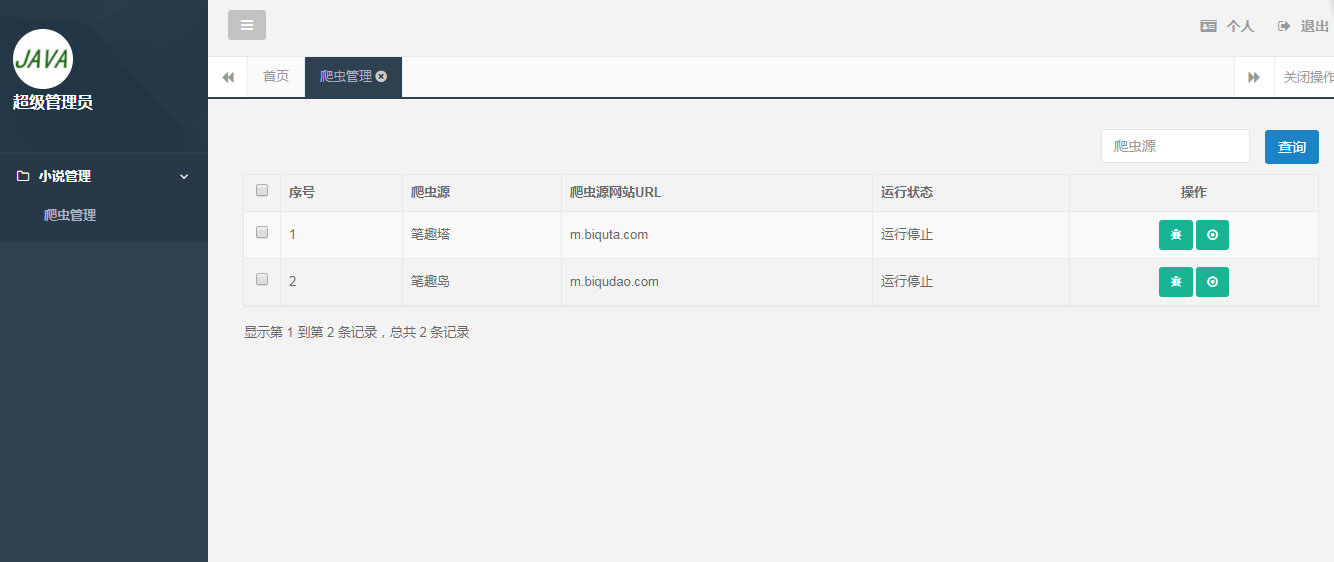 JAVA
超级管理员
小说管理
爬虫管理
个人 退出
首页 爬虫管理 关闭操作
爬虫源 查询
序号 爬虫源 爬虫源网站URL 运行状态 操作
1 笔趣塔 m.biquta.com 运行停止
2 笔趣岛 m.biqudao.com 运行停止
显示第 1 到第 2 条记录，总共 2 条记录